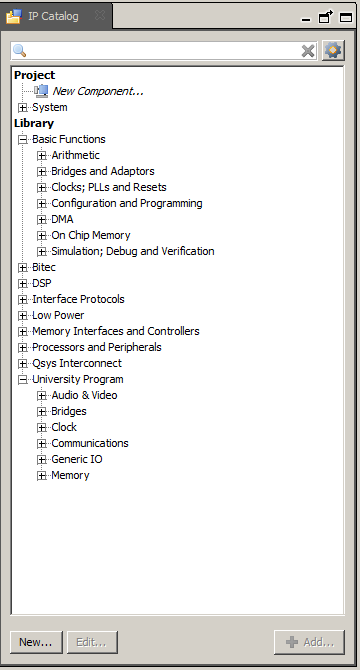 IP Catalog
Project
New Component...
System
Library
Basic Functions
Arithmetic
Bridges and Adaptors
Clocks; PLLs and Resets
Configuration and Programming
DMA
On Chip Memory
Simulation; Debug and Verification
Bitec
DSP
Interface Protocols
Low Power
Memory Interfaces and Controllers
Processors and Peripherals
Qsys Interconnect
University Program
Audio & Video
Bridges
Clock
Communications
Generic IO
Memory
New... Edit... Add...